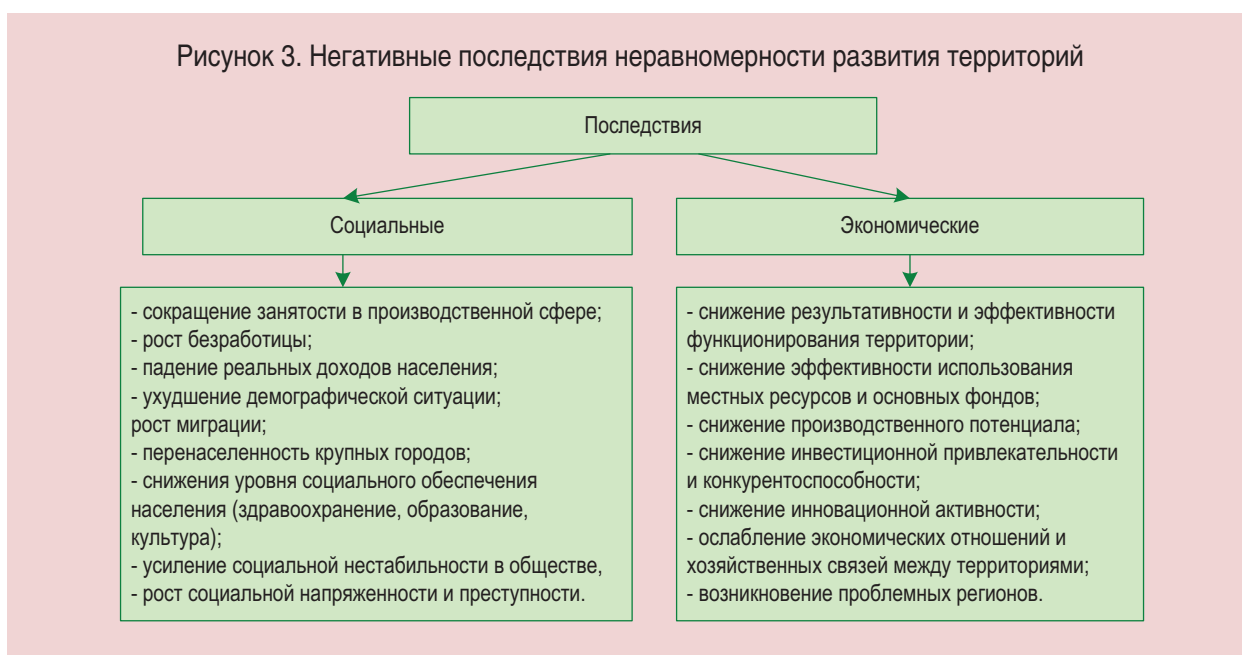 Рисунок 3. Негативные последствия неравномерности развития территорий
Последствия
Социальные
Экономические
- сокращение занятости в производственной сфере;
- рост безработицы;
- падение реальных доходов населения;
- ухудшение демографической ситуации;
рост миграции;
- перенаселенность крупных городов;
- снижения уровня социального обеспечения
населения (здравоохранение, образование,
культура);
- усиление социальной нестабильности в обществе,
- рост социальной напряженности и преступности.
- снижение результативности и эффективности
функционирования территории;
- снижение эффективности использования
местных ресурсов и основных фондов;
- снижение производственного потенциала;
- снижение инвестиционной привлекательности
и конкурентоспособности;
- снижение инновационной активности;
- ослабление экономических отношений и
хозяйственных связей между территориями;
- возникновение проблемных регионов.